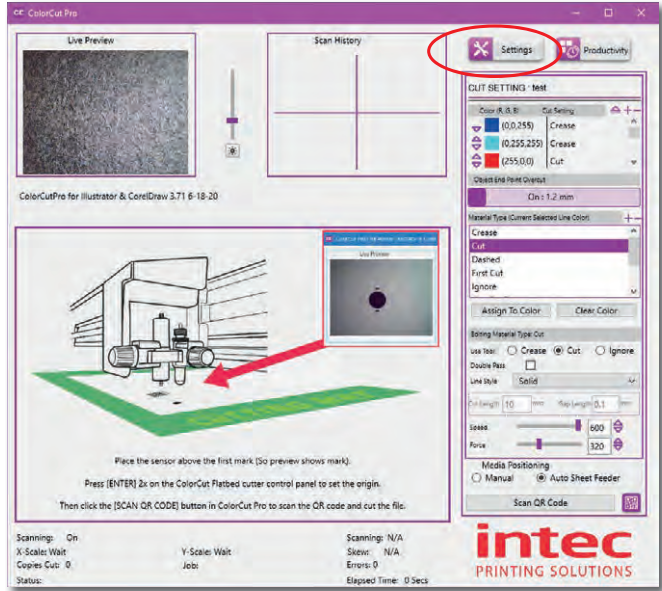 CC ColorCut Pro
Live Preview
Scan History
Settings
Productivity
CUT SETTING : test
Color (R, G, B) Cut Setting
(0,0,255) Crease
(0,255,255) Crease
(255,0,0) Cut
Object End Point Overcut
On : 1.2 mm
ColorCutPro for Illustrator & CorelDraw 3.71 6-18-20
Material Type (Current Selected Line Color)
Crease
Cut
Dashed
First Cut
Ignore
Assign To Color Clear Color
Editing Material Type: Cut
Use Tool: Crease Cut Ignore
Double Pass
Line Style Solid
Cut Length 10 mm Gap Length 0.1 mm
Speed 600
Force 320
Media Positioning
Manual Auto Sheet Feeder
Scan QR Code
Live Preview
Place the sensor above the first mark (So preview shows mark).
Press [ENTER] 2x on the ColorCut Flatbed cutter control panel to set the origin.
Then click the [SCAN QR CODE] button in ColorCut Pro to scan the QR code and cut the file.
Scanning: On
X-Scale: Wait
Copies Cut: 0
Status:
Y-Scale: Wait
Job:
Scanning: N/A
Skew: N/A
Errors: 0
Elapsed Time: 0 Secs
intec
PRINTING SOLUTIONS